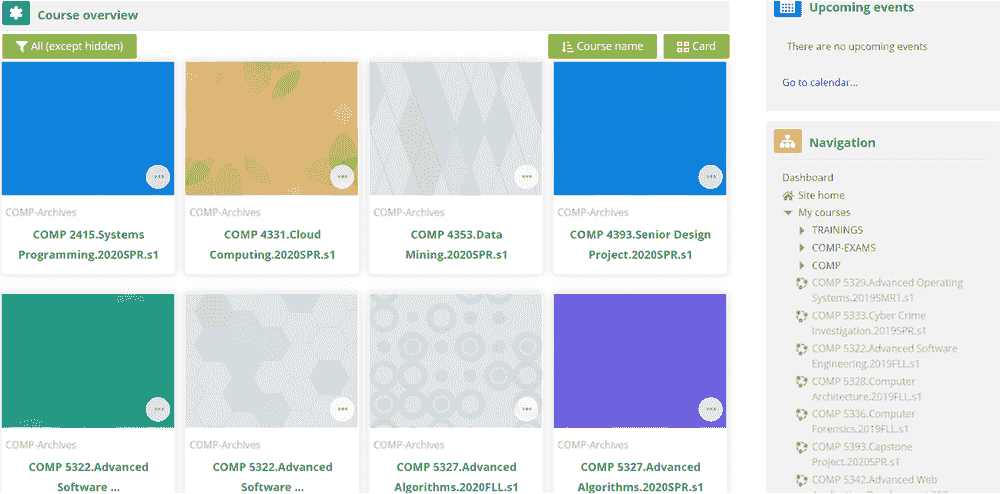 Course overview
All (except hidden)
Course name
Card
COMP-Archives
COMP 2415.Systems
Programming.2020SPR.s1
COMP-Archives
COMP 4331.Cloud
Computing.2020SPR.s1
COMP-Archives
COMP 4353.Data
Mining.2020SPR.s1
COMP-Archives
COMP 4393.Senior Design
Project.2020SPR.s1
COMP-Archives
COMP 5322.Advanced
Software ...
COMP-Archives
COMP 5322.Advanced
Software ...
COMP-Archives
COMP 5327.Advanced
Algorithms.2020FLL.s1
COMP-Archives
COMP 5327.Advanced
Algorithms.2020SPR.s1
Upcoming events
There are no upcoming events
Go to calendar...
Navigation
Dashboard
Site home
My courses
TRAININGS
COMP-EXAMS
COMP
COMP 5329.Advanced Operating
Systems.2019SMR1.s1
COMP 5333.Cyber Crime
Investigation.2019SPR.s1
COMP 5322.Advanced Software
Engineering.2019FLL.s1
COMP 5328.Computer
Architecture.2019FLL.s1
COMP 5336.Computer
Forensics.2019FLL.s1
COMP 5393.Capstone
Project.2020SPR.s1
COMP 5342.Advanced Web